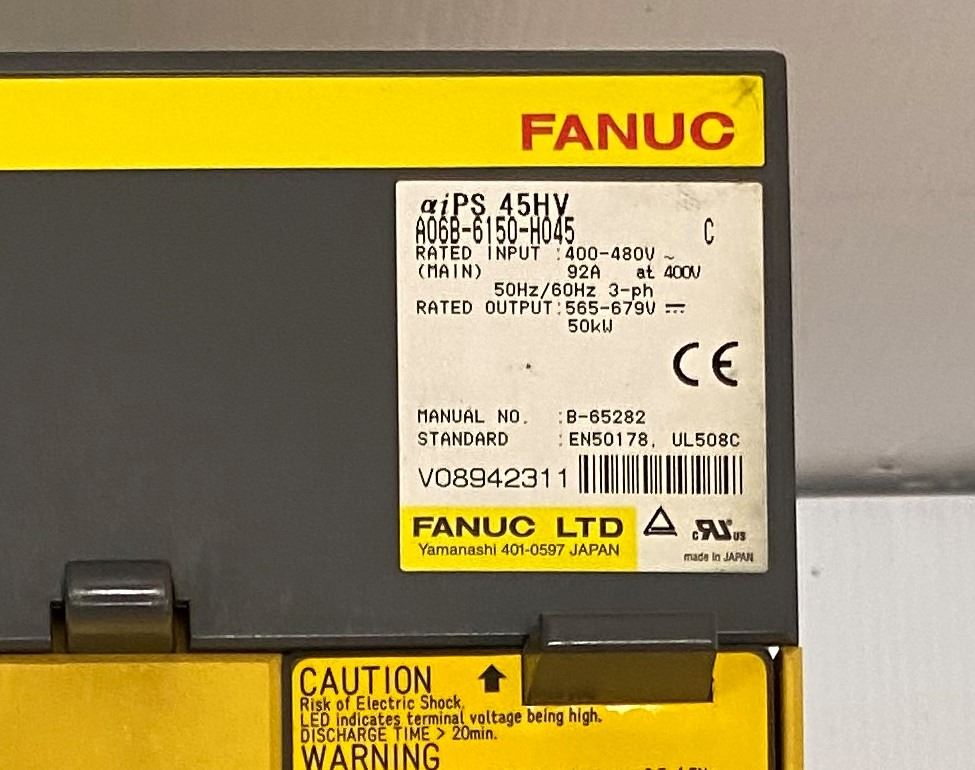 FANUC
αiPS 45HV
A06B-6150-H045 C
RATED INPUT :400-480V ~
(MAIN) 92A at 400V
50Hz/60Hz 3-ph
RATED OUTPUT:565-679V ⎓
50kW
CE
MANUAL NO. :B-65282
STANDARD :EN50178, UL508C
V08942311
FANUC LTD
Yamanashi 401-0597 JAPAN
c RU us
made in JAPAN
CAUTION
Risk of Electric Shock.
LED indicates terminal voltage being high.
DISCHARGE TIME > 20min.
WARNING